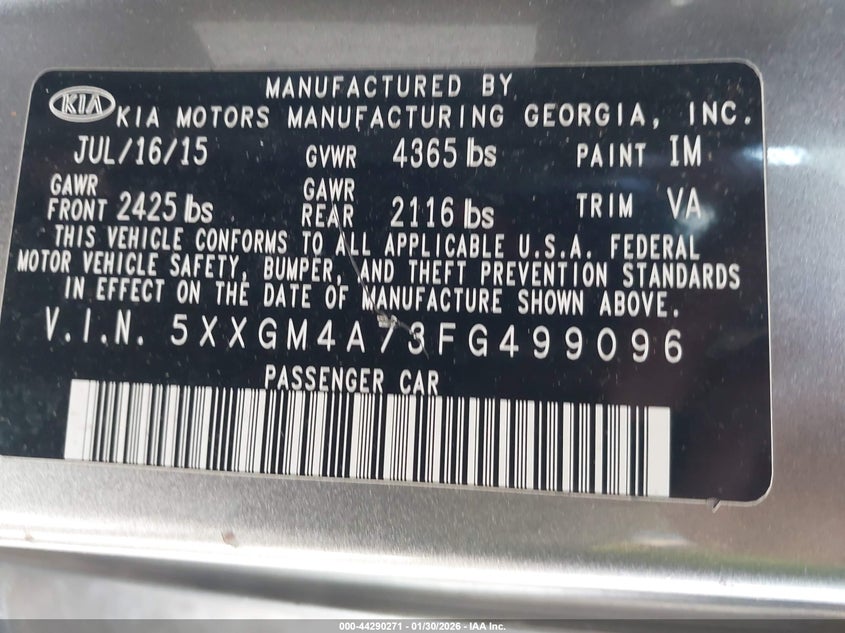 MANUFACTURED BY
KIA KIA MOTORS MANUFACTURING GEORGIA, INC.
JUL/16/15 GVWR 4365 lbs PAINT IM
GAWR FRONT 2425 lbs GAWR REAR 2116 lbs TRIM VA
THIS VEHICLE CONFORMS TO ALL APPLICABLE U.S.A. FEDERAL
MOTOR VEHICLE SAFETY, BUMPER, AND THEFT PREVENTION STANDARDS
IN EFFECT ON THE DATE OF MANUFACTURE SHOWN ABOVE.
V.I.N. 5XXGM4A73FG499096
PASSENGER CAR
000-44290271 - 01/30/2026 - IAA Inc.